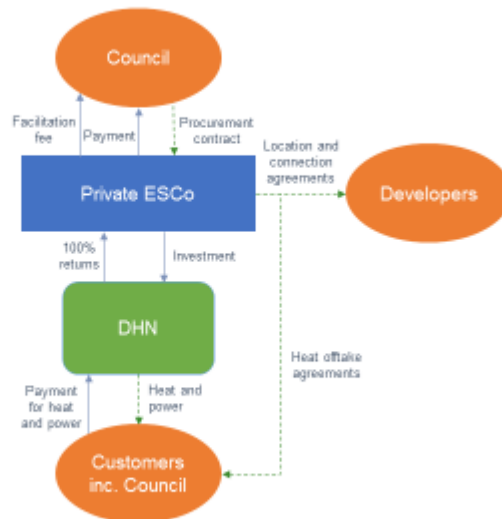 Council
Facilitation
fee
Payment
Procurement
contract
Location and
connection
agreements
Private ESCo
Developers
100%
returns
Investment
DHN
Heat offtake
agreements
Payment
for heat
and power
Heat and
power
Customers
inc. Council